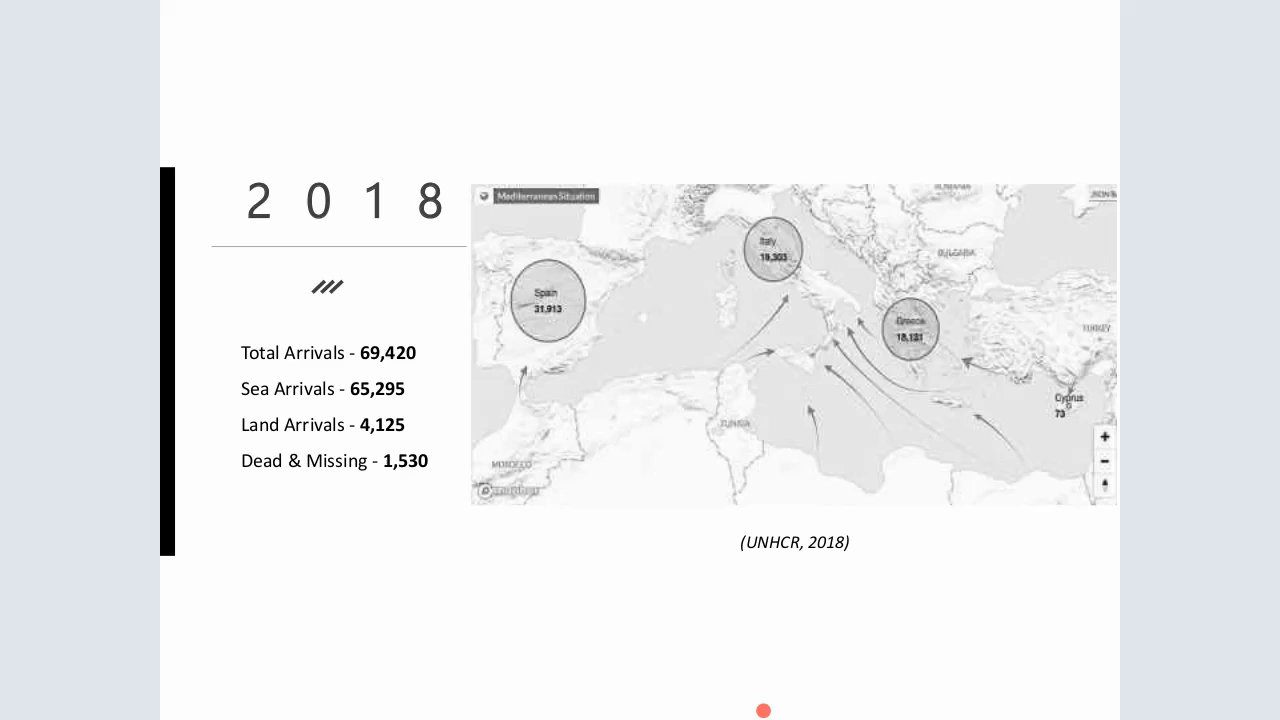 2 0 1 8
Total Arrivals - 69,420
Sea Arrivals - 65,295
Land Arrivals - 4,125
Dead & Missing - 1,530
Mediterranean Situation
Italy
19,303
BULGARIA
Spain
31,913
Greece
18,131
TURKEY
Cyprus
73
TUNISIA
MOROCCO
mapbox
(UNHCR, 2018)